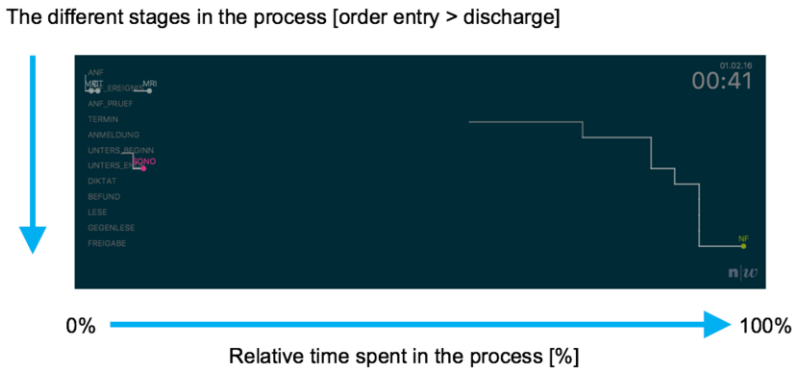 The different stages in the process [order entry > discharge]
01.02.16
00:41
ANF
MRI
ANF_PRUEF
TERMIN
ANMELDUNG
UNTERS_BEGINN
SONO
DIKTAT
BEFUND
LESE
GEGENLESE
FREIGABE
NF
n|w
0%
100%
Relative time spent in the process [%]